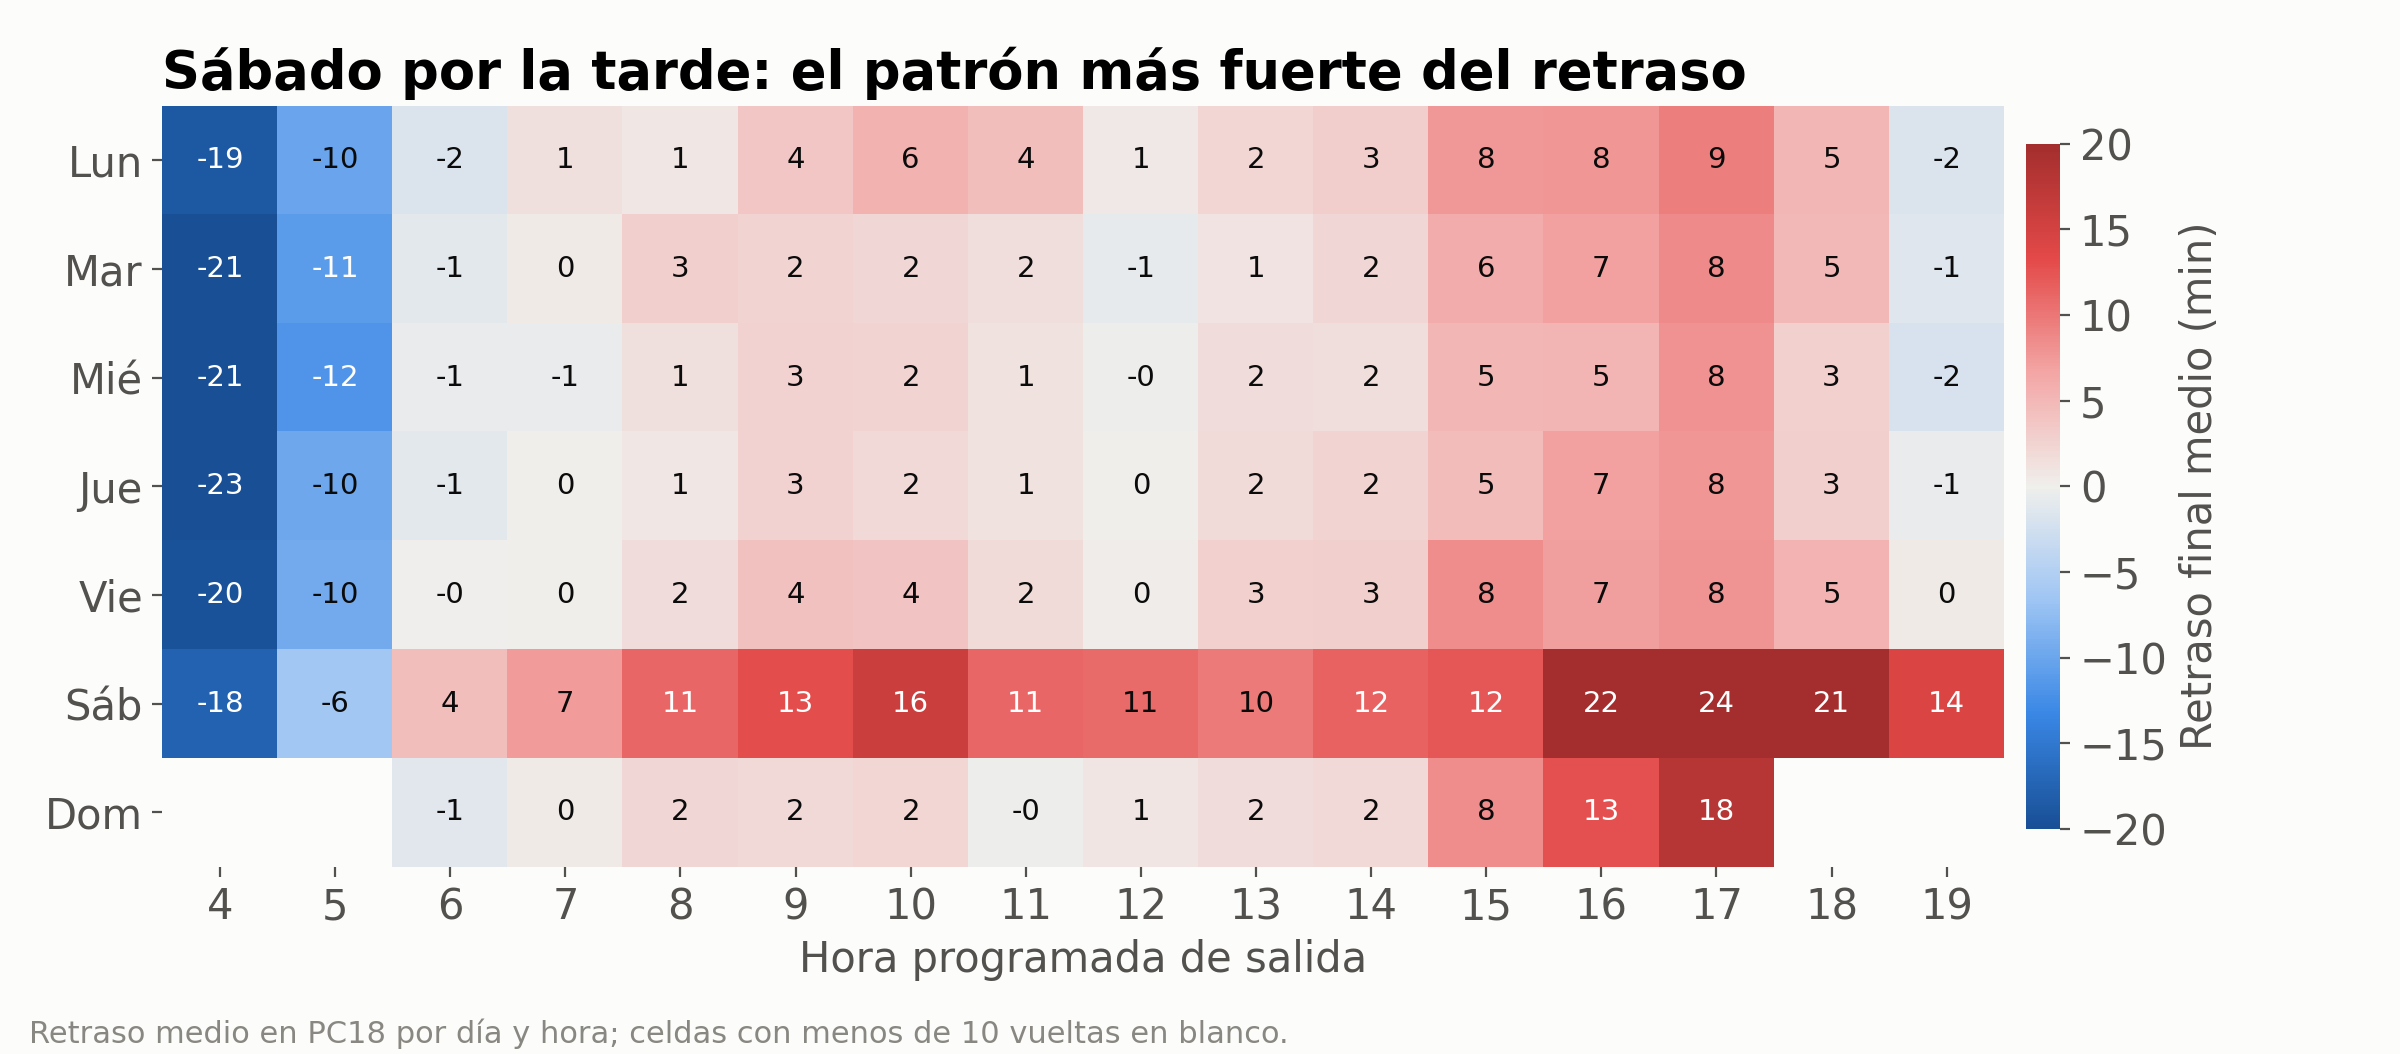 Sábado por la tarde: el patrón más fuerte del retraso
Lun -19 -10 -2 1 1 4 6 4 1 2 3 8 8 9 5 -2
Mar -21 -11 -1 0 3 2 2 2 -1 1 2 6 7 8 5 -1
Mié -21 -12 -1 -1 1 3 2 1 -0 2 2 5 5 8 3 -2
Jue -23 -10 -1 0 1 3 2 1 0 2 2 5 7 8 3 -1
Vie -20 -10 -0 0 2 4 4 2 0 3 3 8 7 8 5 0
Sáb -18 -6 4 7 11 13 16 11 11 10 12 12 22 24 21 14
Dom -1 0 2 2 2 -0 1 2 2 8 13 18
4 5 6 7 8 9 10 11 12 13 14 15 16 17 18 19
Hora programada de salida
20
15
10
5
0
−5
−10
−15
−20
Retraso final medio (min)
Retraso medio en PC18 por día y hora; celdas con menos de 10 vueltas en blanco.